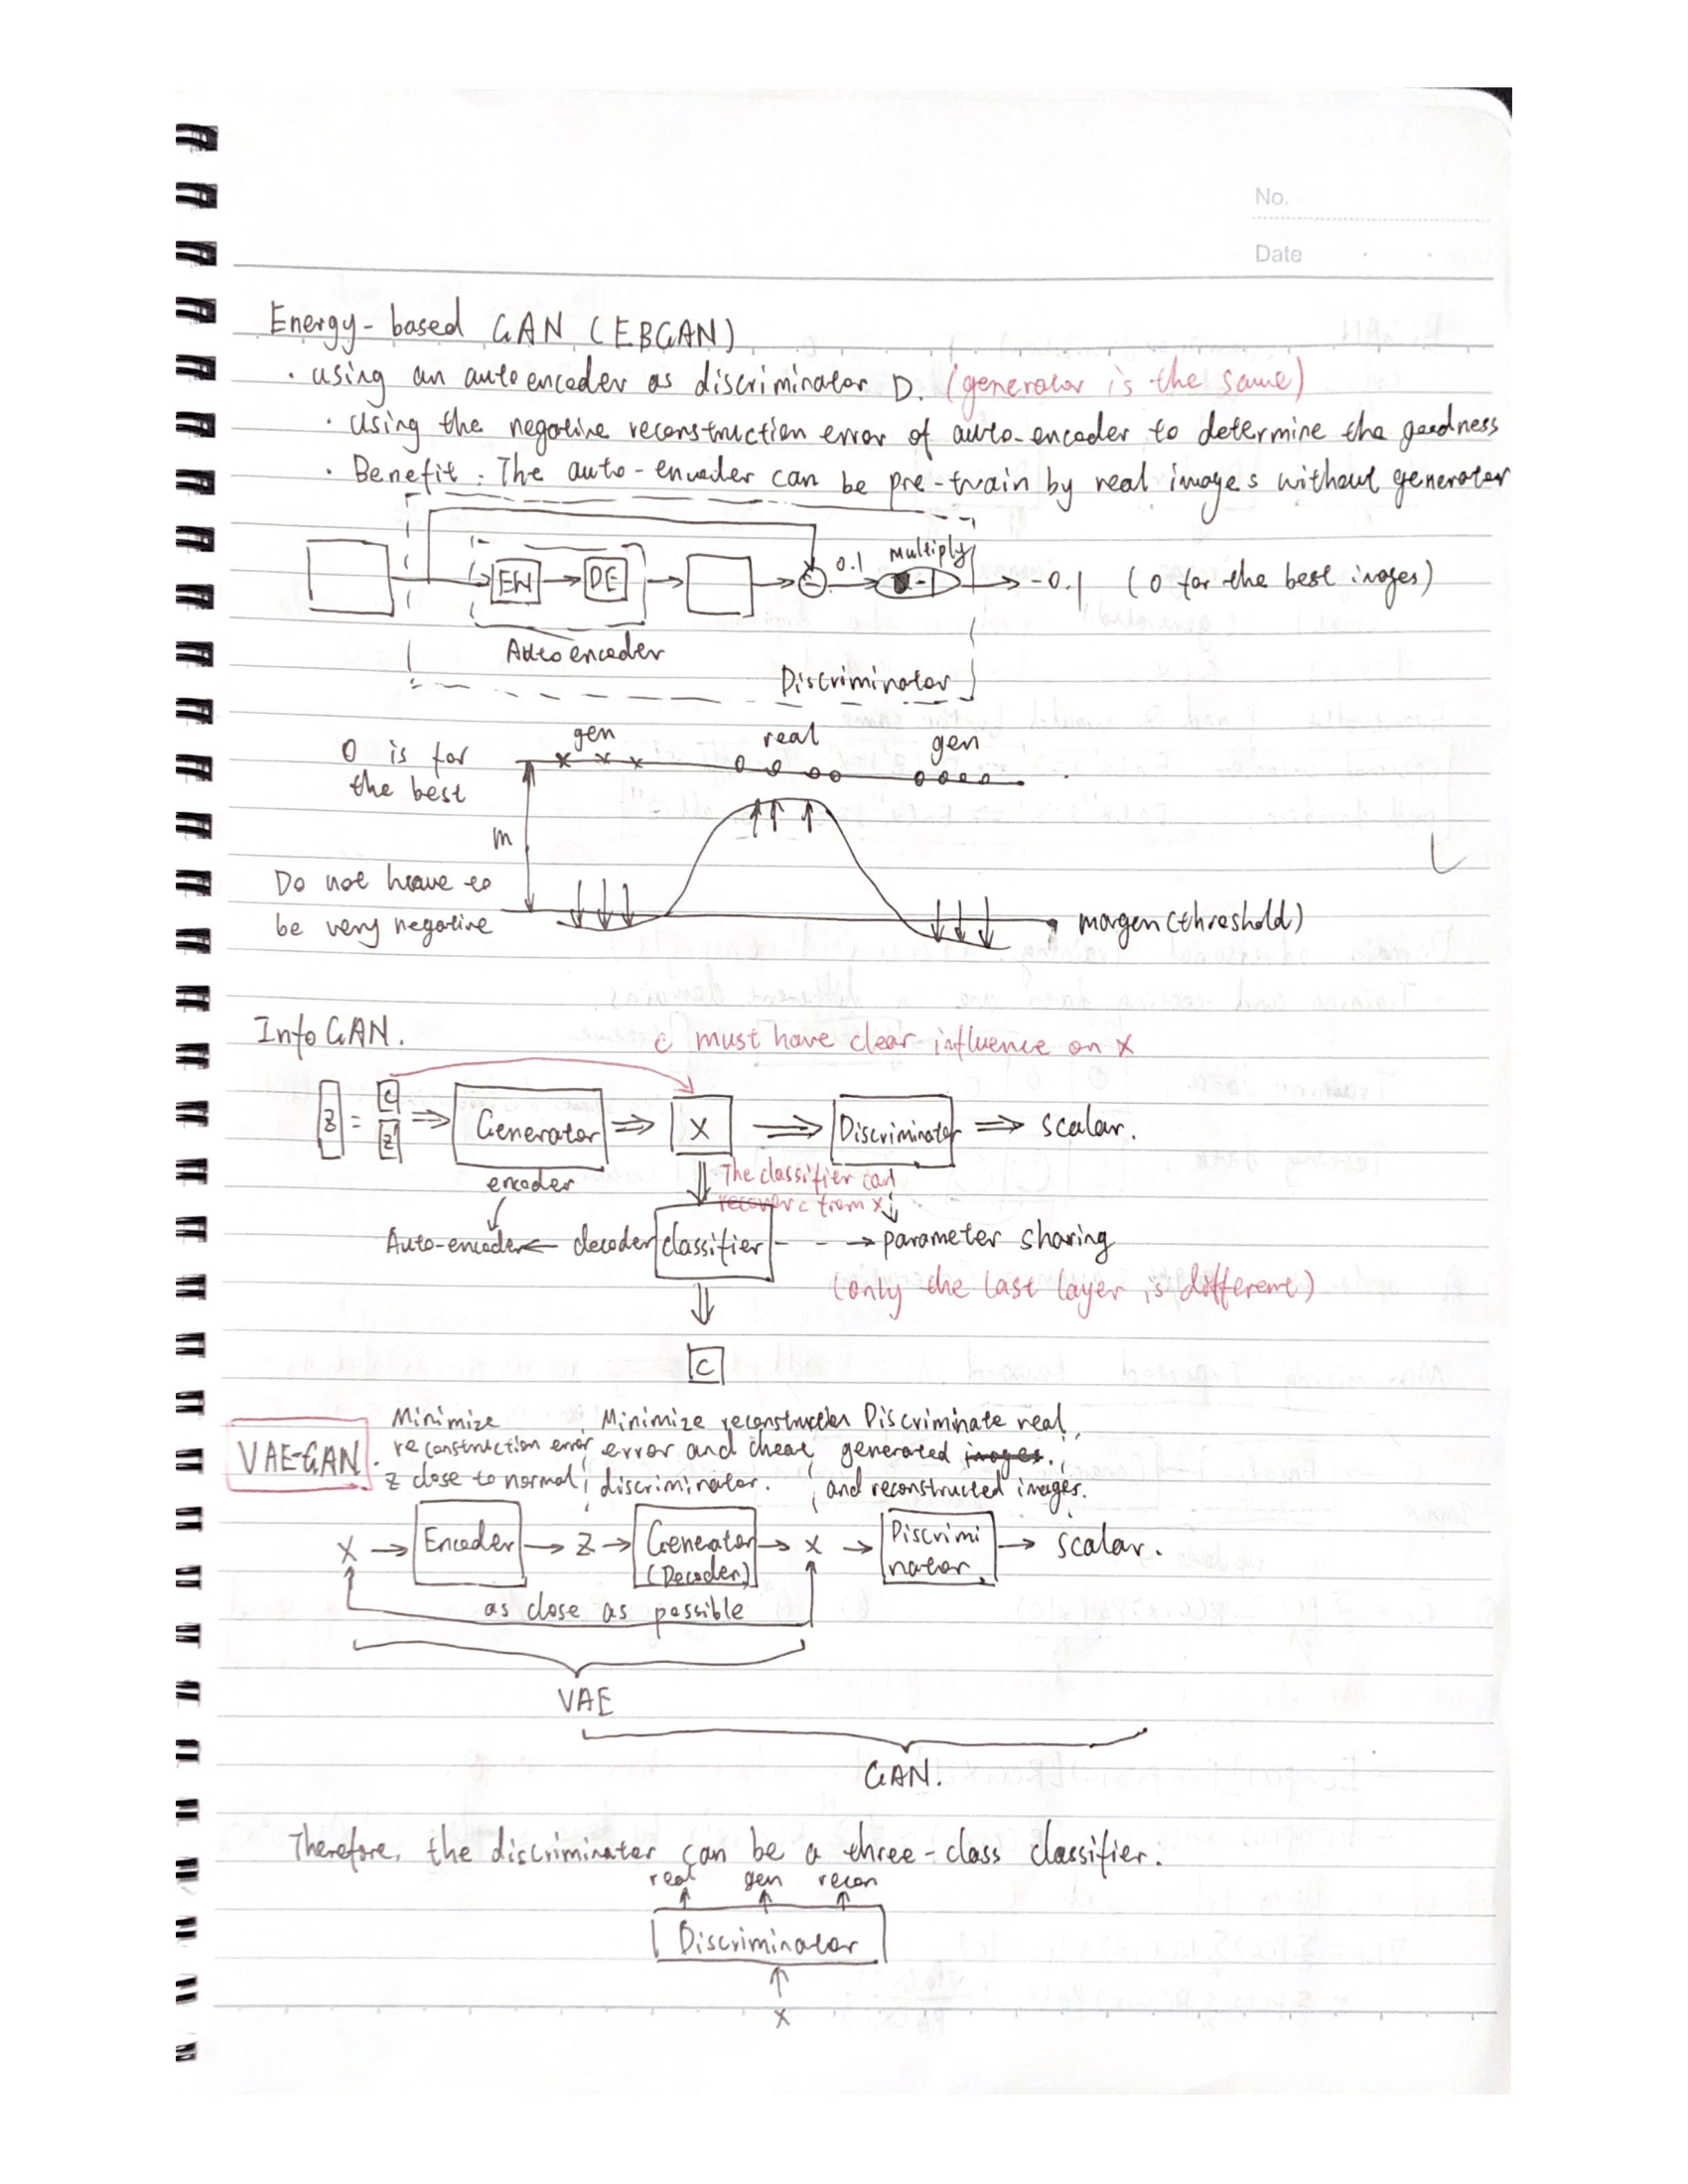 No.
Date
Energy-based GAN (EBGAN)
· using an autoencoder as discriminator D. (generator is the same)
· Using the negative reconstruction error of auto-encoder to determine the goodness
· Benefit: The auto-encoder can be pre-train by real images without generator
EN
DE
-
0.1
multiply
-1
-0.1 (0 for the best images)
Autoencoder
Discriminator
gen real gen
0 is for
the best
m
Do not have to
be very negative
margen(threshold)
InfoGAN.
c must have clear influence on x
z = c
z'
Generator
X
Discriminator
scalar.
encoder
The classifier can
recover c from x
Auto-encoder decoder classifier parameter sharing
(only the last layer is different)
C
VAE-GAN.
Minimize
reconstruction error
z close to normal
Minimize reconstruction
error and cheat
discriminator.
Discriminate real,
generated images.
and reconstructed images.
X Encoder z Generator
(Decoder)
x Discrimi
nator
scalar.
as close as possible
VAE
GAN.
Therefore, the discriminator can be a three-class classifier.
real gen recon
Discriminator
x